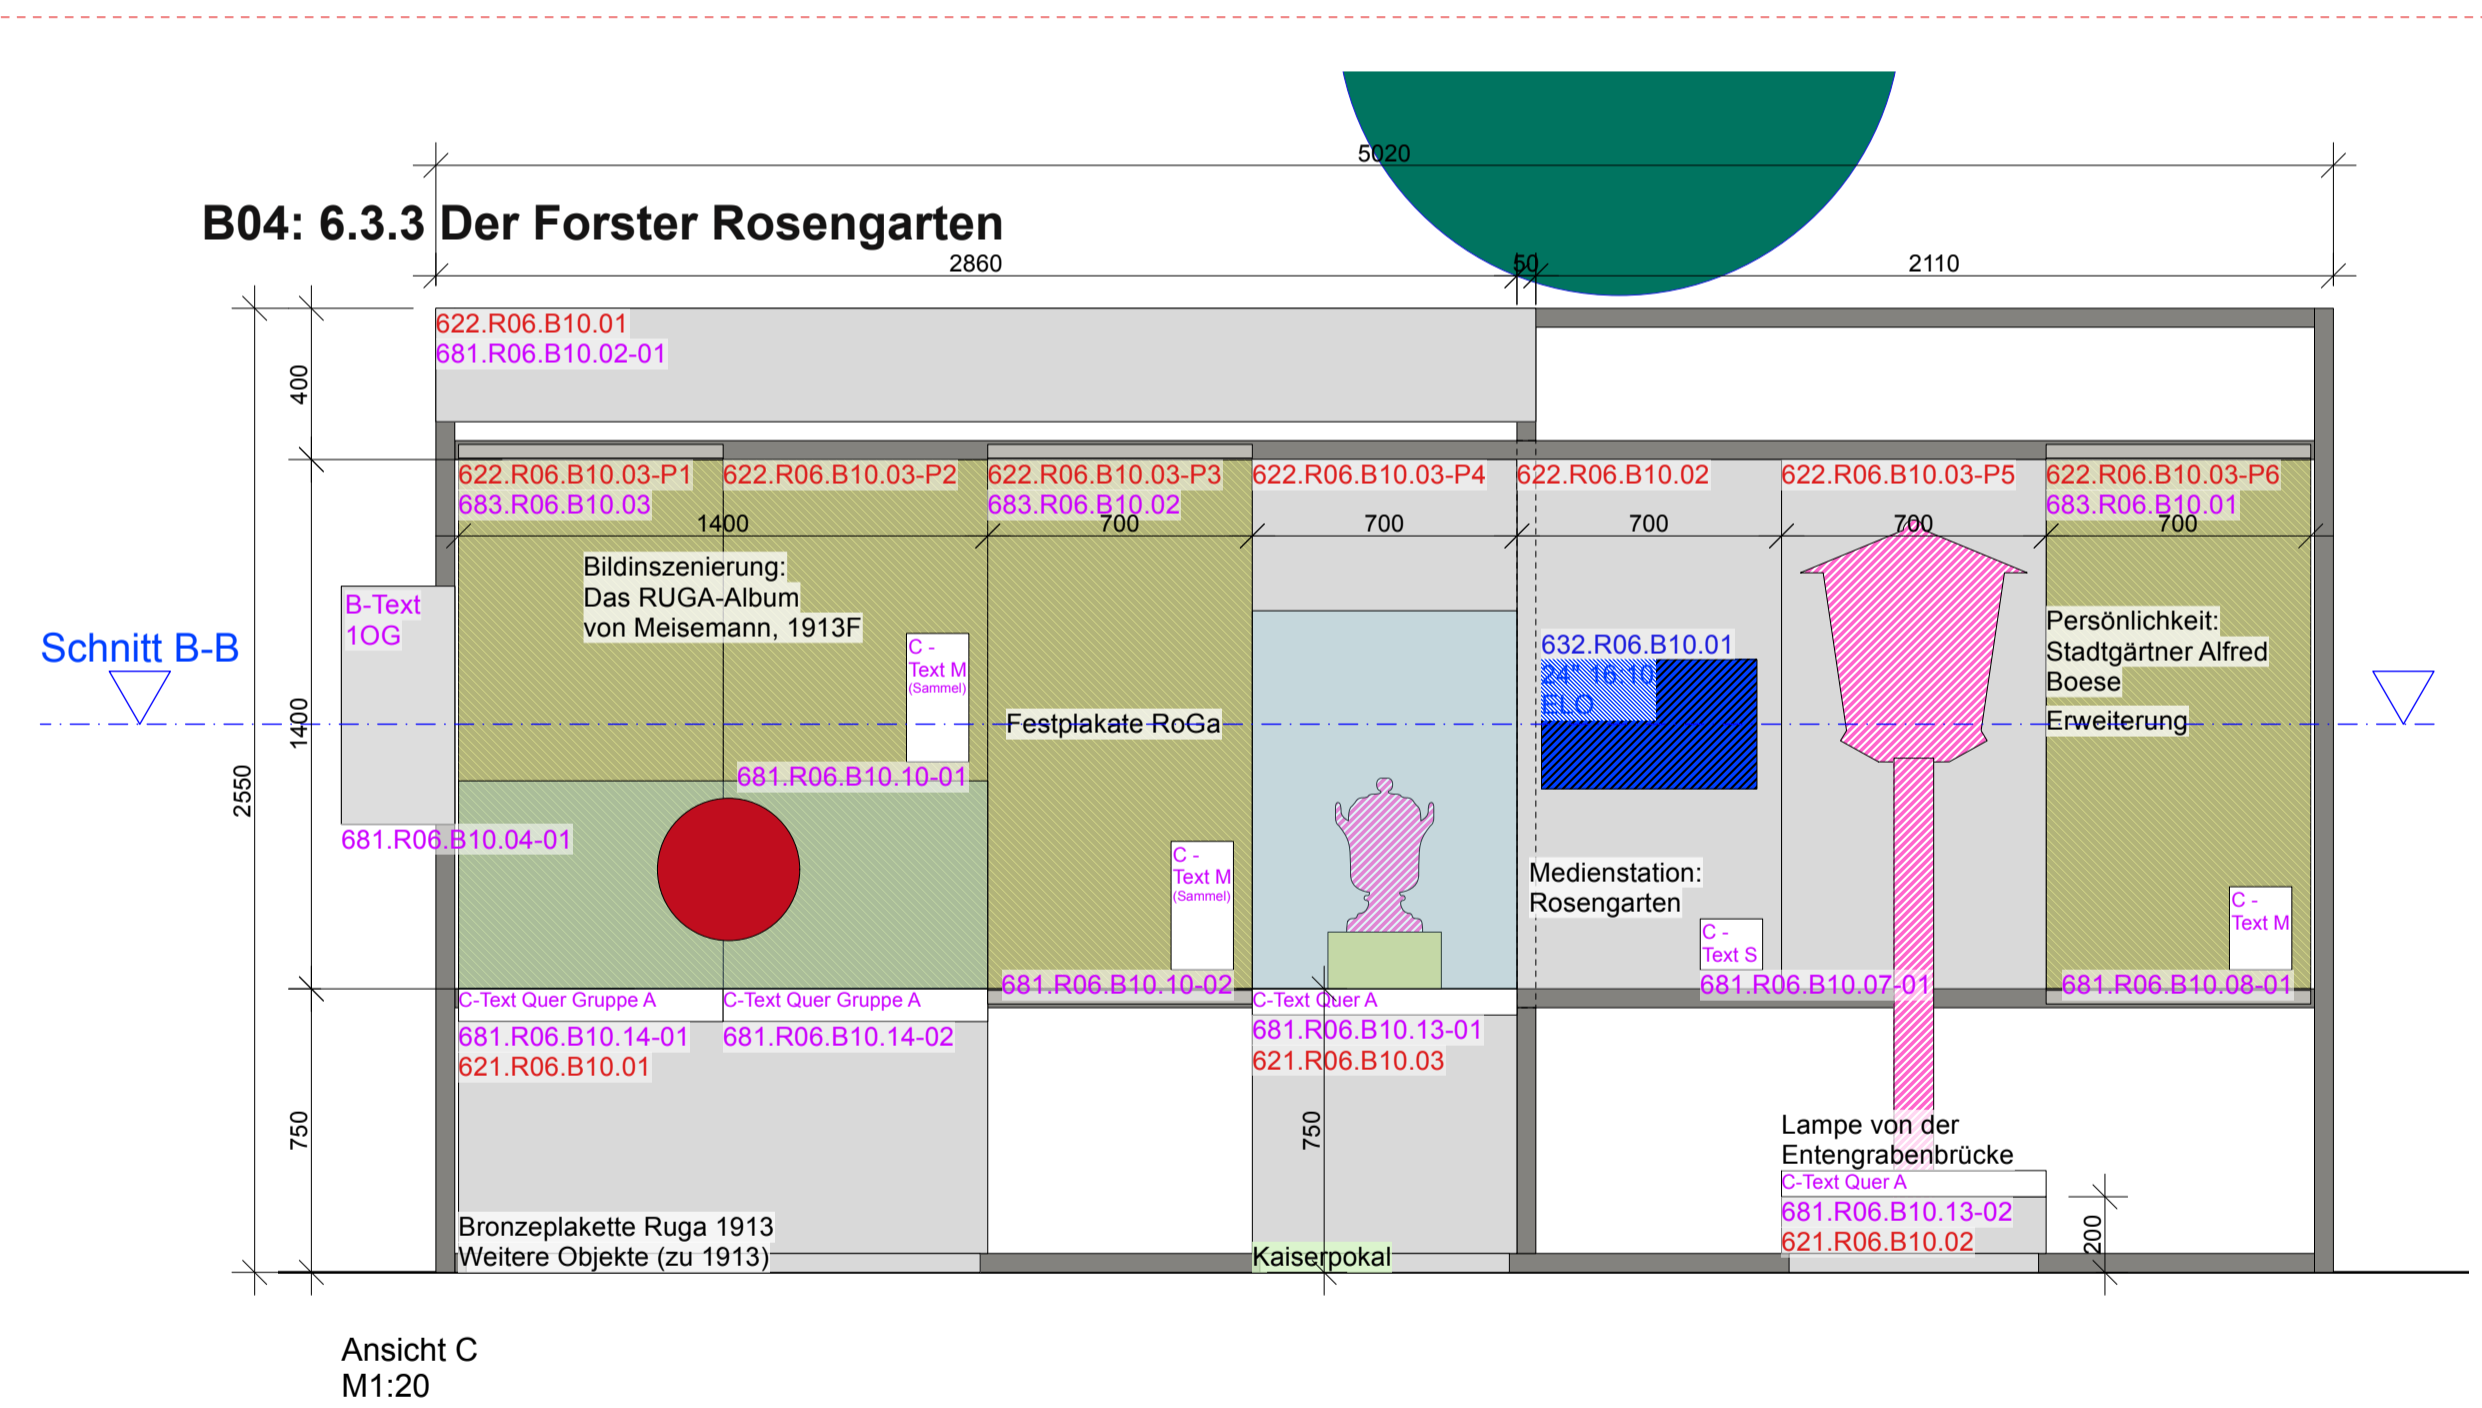 5020
B04: 6.3.3 Der Forster Rosengarten
2860
50
2110
622.R06.B10.01
681.R06.B10.02-01
400
622.R06.B10.03-P1
683.R06.B10.03
622.R06.B10.03-P2
622.R06.B10.03-P3
683.R06.B10.02
622.R06.B10.03-P4
622.R06.B10.02
622.R06.B10.03-P5
622.R06.B10.03-P6
683.R06.B10.01
1400
700
700
700
700
700
Bildinszenierung:
Das RUGA-Album
von Meisemann, 1913F
B-Text
1OG
Schnitt B-B
C -
Text M
(Sammel)
632.R06.B10.01
24" 16:10
ELO
Persönlichkeit:
Stadtgärtner Alfred
Boese
Erweiterung
Festplakate RoGa
1400
2550
681.R06.B10.10-01
681.R06.B10.04-01
C -
Text M
(Sammel)
Medienstation:
Rosengarten
C -
Text S
C -
Text M
681.R06.B10.10-02
681.R06.B10.07-01
681.R06.B10.08-01
C-Text Quer Gruppe A
681.R06.B10.14-01
621.R06.B10.01
C-Text Quer Gruppe A
681.R06.B10.14-02
C-Text Quer A
681.R06.B10.13-01
621.R06.B10.03
750
750
Lampe von der
Entengrabenbrücke
C-Text Quer A
681.R06.B10.13-02
621.R06.B10.02
200
Bronzeplakette Ruga 1913
Weitere Objekte (zu 1913)
Kaiserpokal
Ansicht C
M1:20